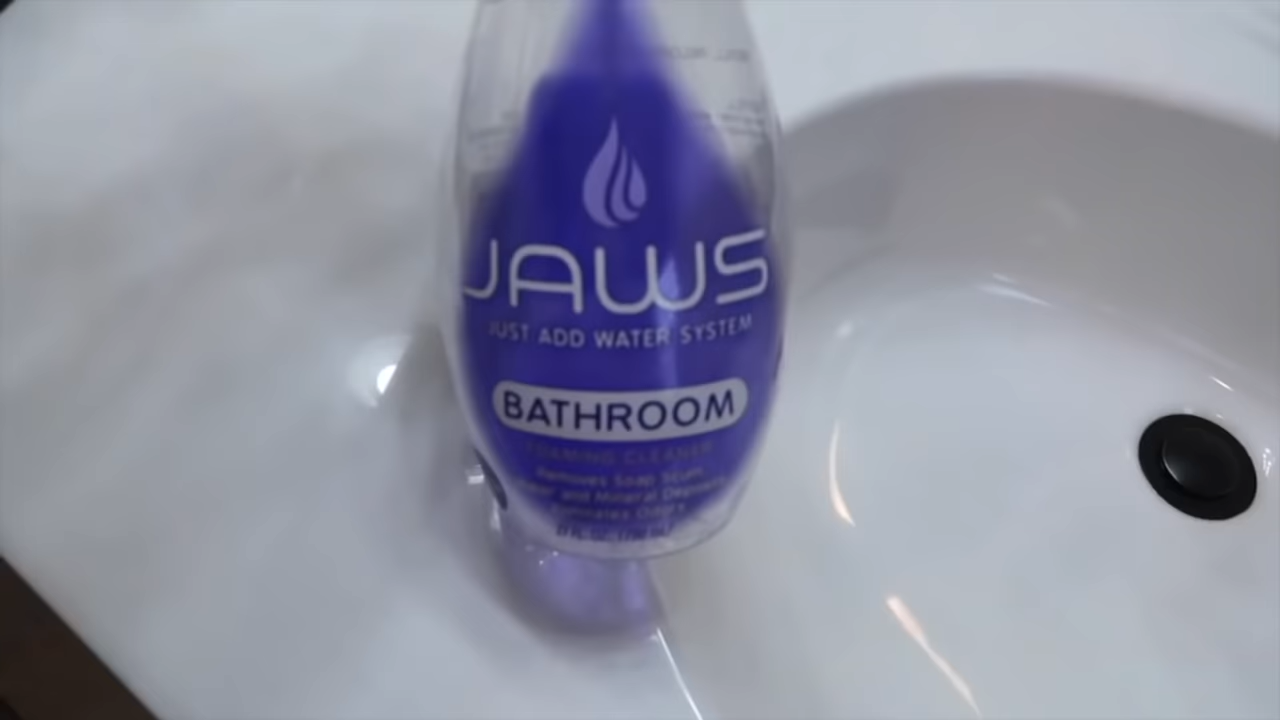 JAWS
JUST ADD WATER SYSTEM
BATHROOM
FOAMING CLEANER
Removes Soap Scum,
and Mineral Deposits
Eliminates Odors